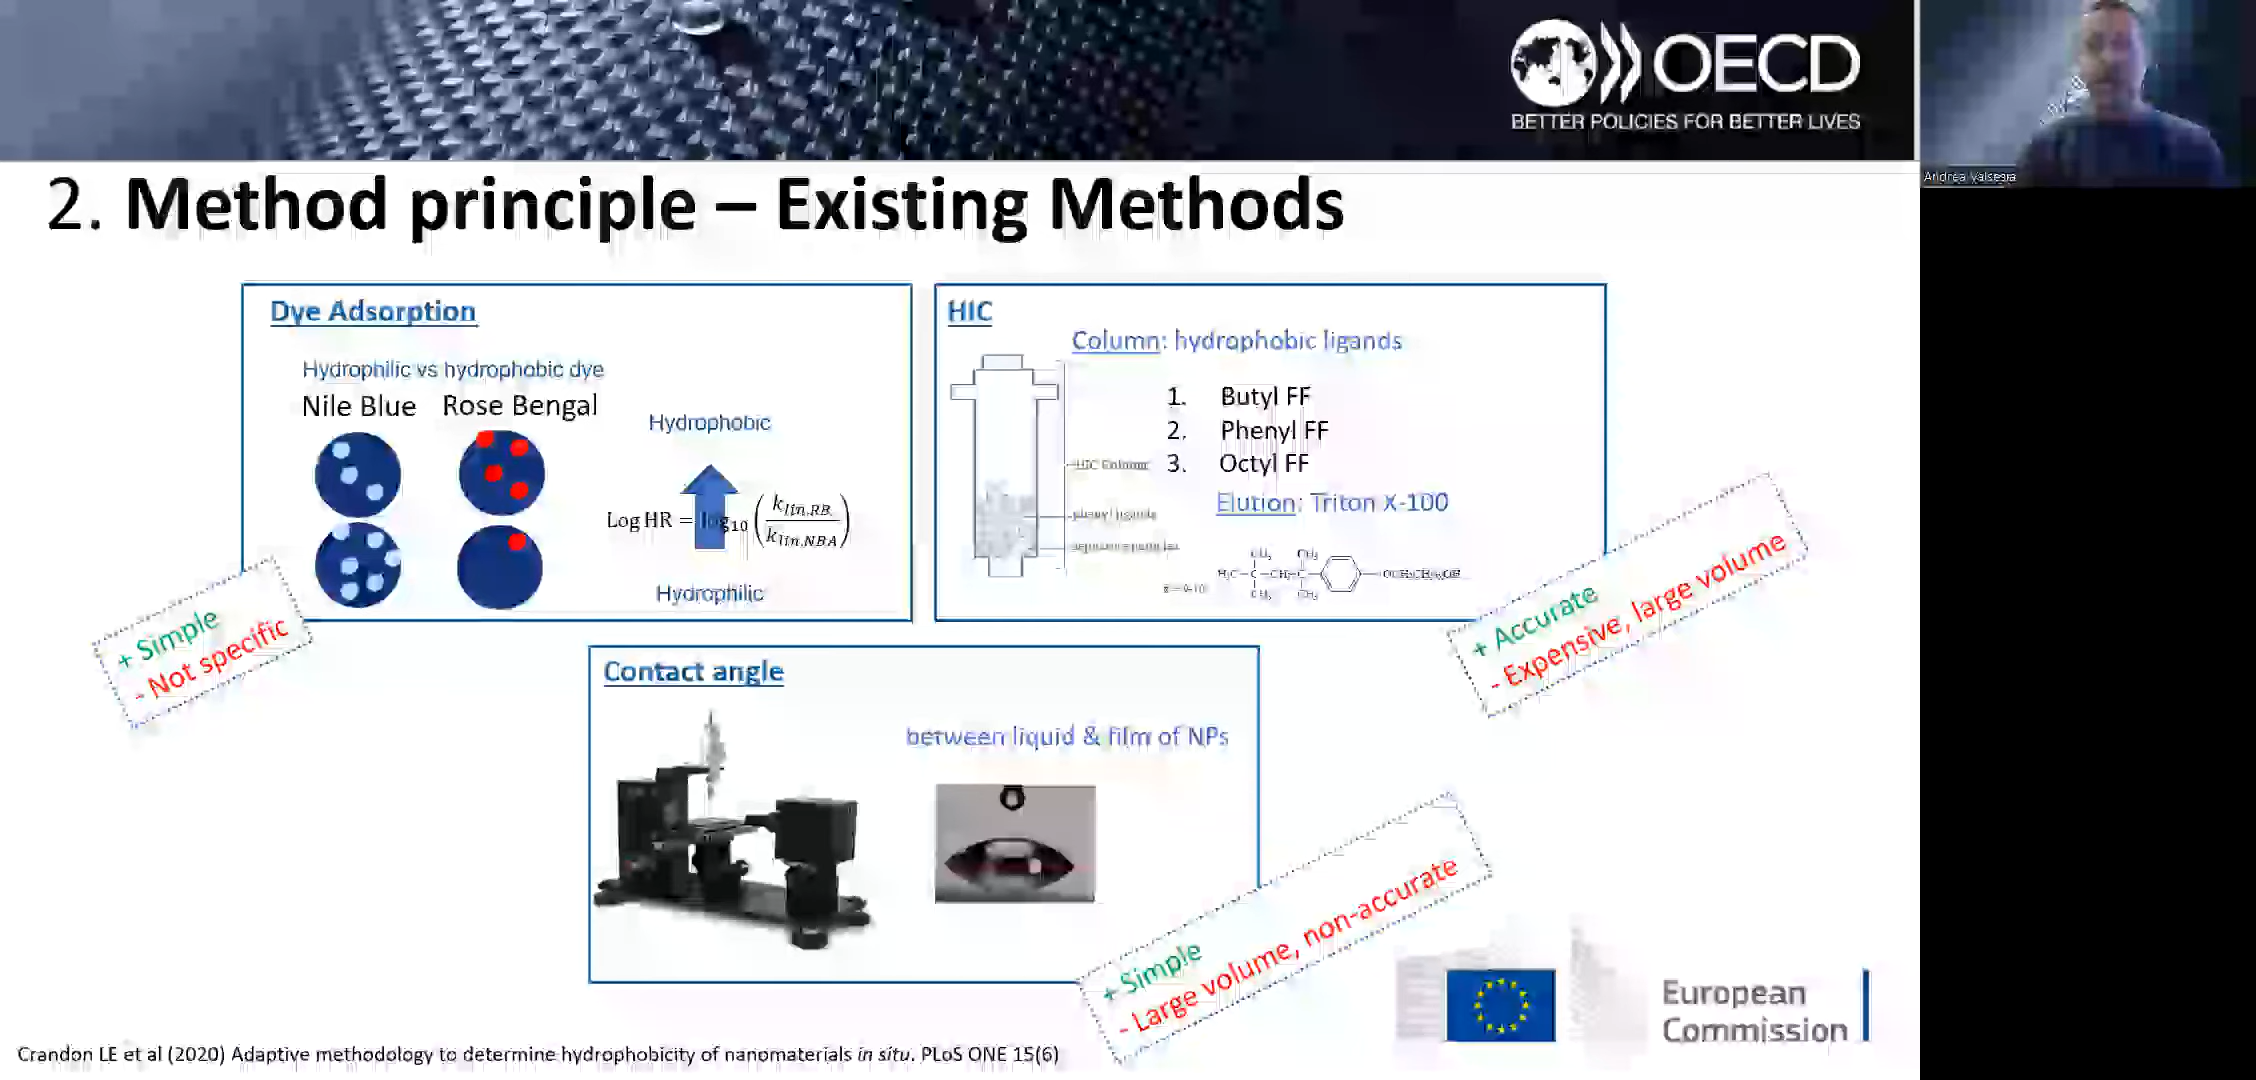 OECD
BETTER POLICIES FOR BETTER LIVES
Andrea Valsesia
2. Method principle – Existing Methods
Dye Adsorption
Hydrophilic vs hydrophobic dye
Nile Blue Rose Bengal
Hydrophobic
Log HR = log10 (klin,RB / klin,NBA)
Hydrophilic
+ Simple
- Not specific
HIC
Column: hydrophobic ligands
1. Butyl FF
2. Phenyl FF
3. Octyl FF
HIC Column
Elution: Triton X-100
phenyl ligands
+ Accurate
- Expensive, large volume
Contact angle
between liquid & film of NPs
+ Simple
- Large volume, non-accurate
European
Commission
Crandon LE et al (2020) Adaptive methodology to determine hydrophobicity of nanomaterials in situ. PLoS ONE 15(6)